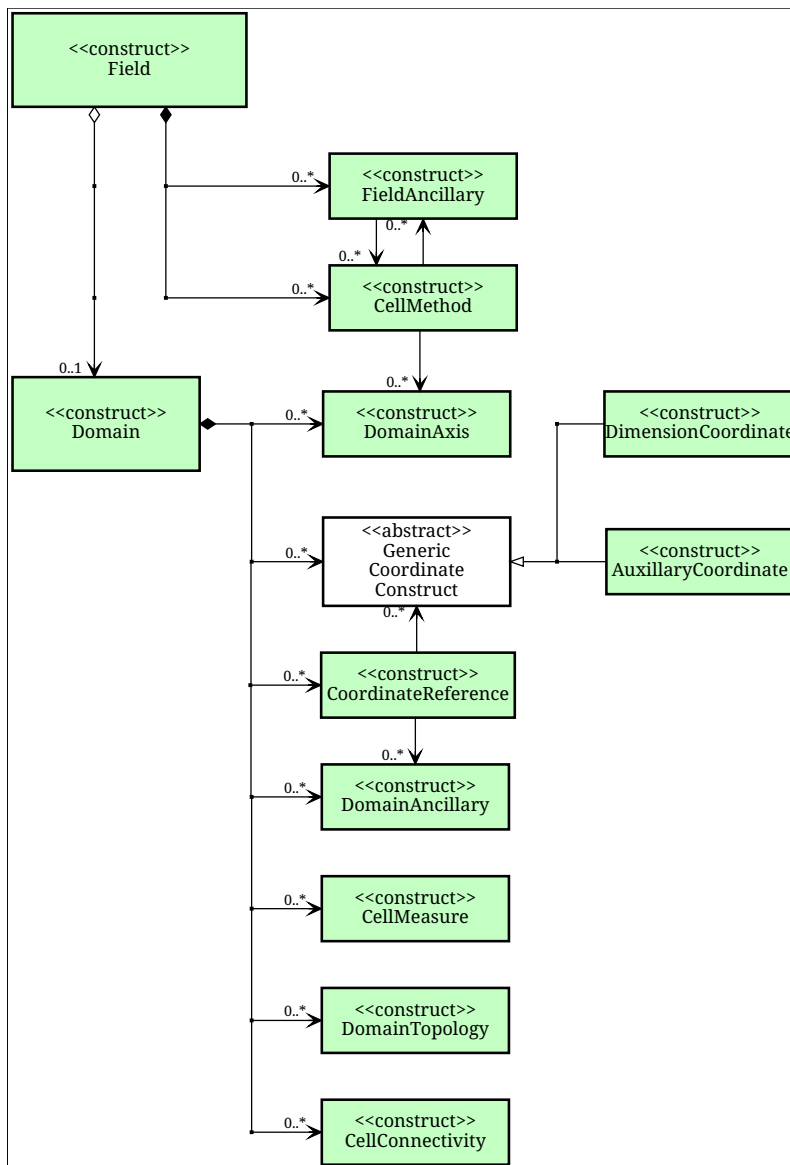 <<construct>>
Field
0..*
<<construct>>
FieldAncillary
0..*
0..*
0..*
<<construct>>
CellMethod
0..1
0..*
<<construct>>
Domain
0..*
<<construct>>
DomainAxis
<<construct>>
DimensionCoordinate
0..*
<<abstract>>
Generic
Coordinate
Construct
<<construct>>
AuxillaryCoordinate
0..*
0..*
<<construct>>
CoordinateReference
0..*
0..*
<<construct>>
DomainAncillary
0..*
<<construct>>
CellMeasure
0..*
<<construct>>
DomainTopology
0..*
<<construct>>
CellConnectivity